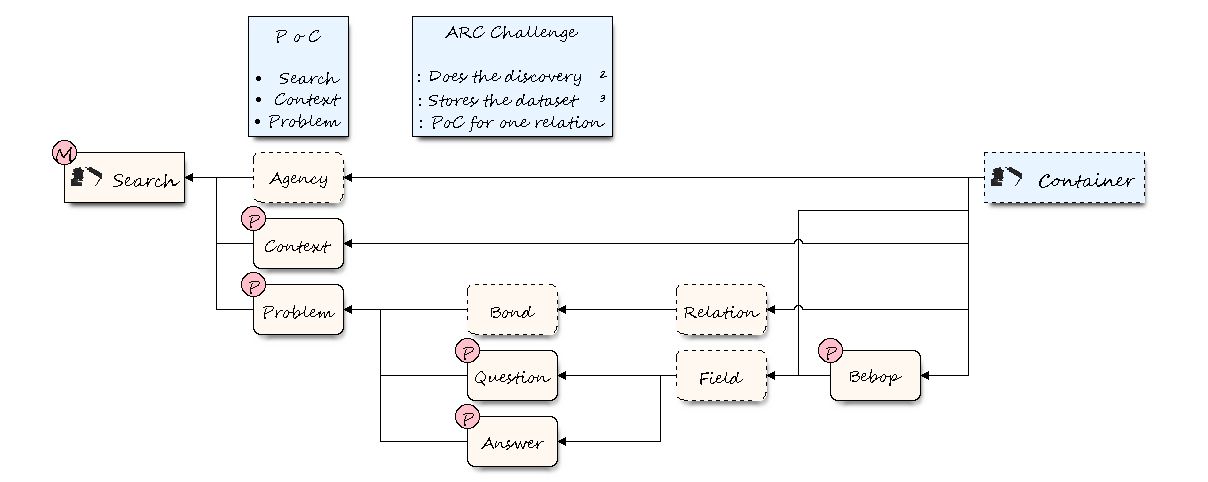 PoC
• Search
• Context
• Problem
ARC Challenge
: Does the discovery 2
: Stores the dataset 3
: PoC for one relation
M
Search
Agency
Container
P
Context
P
Problem
Bond
Relation
P
Question
Field
P
Bebop
P
Answer